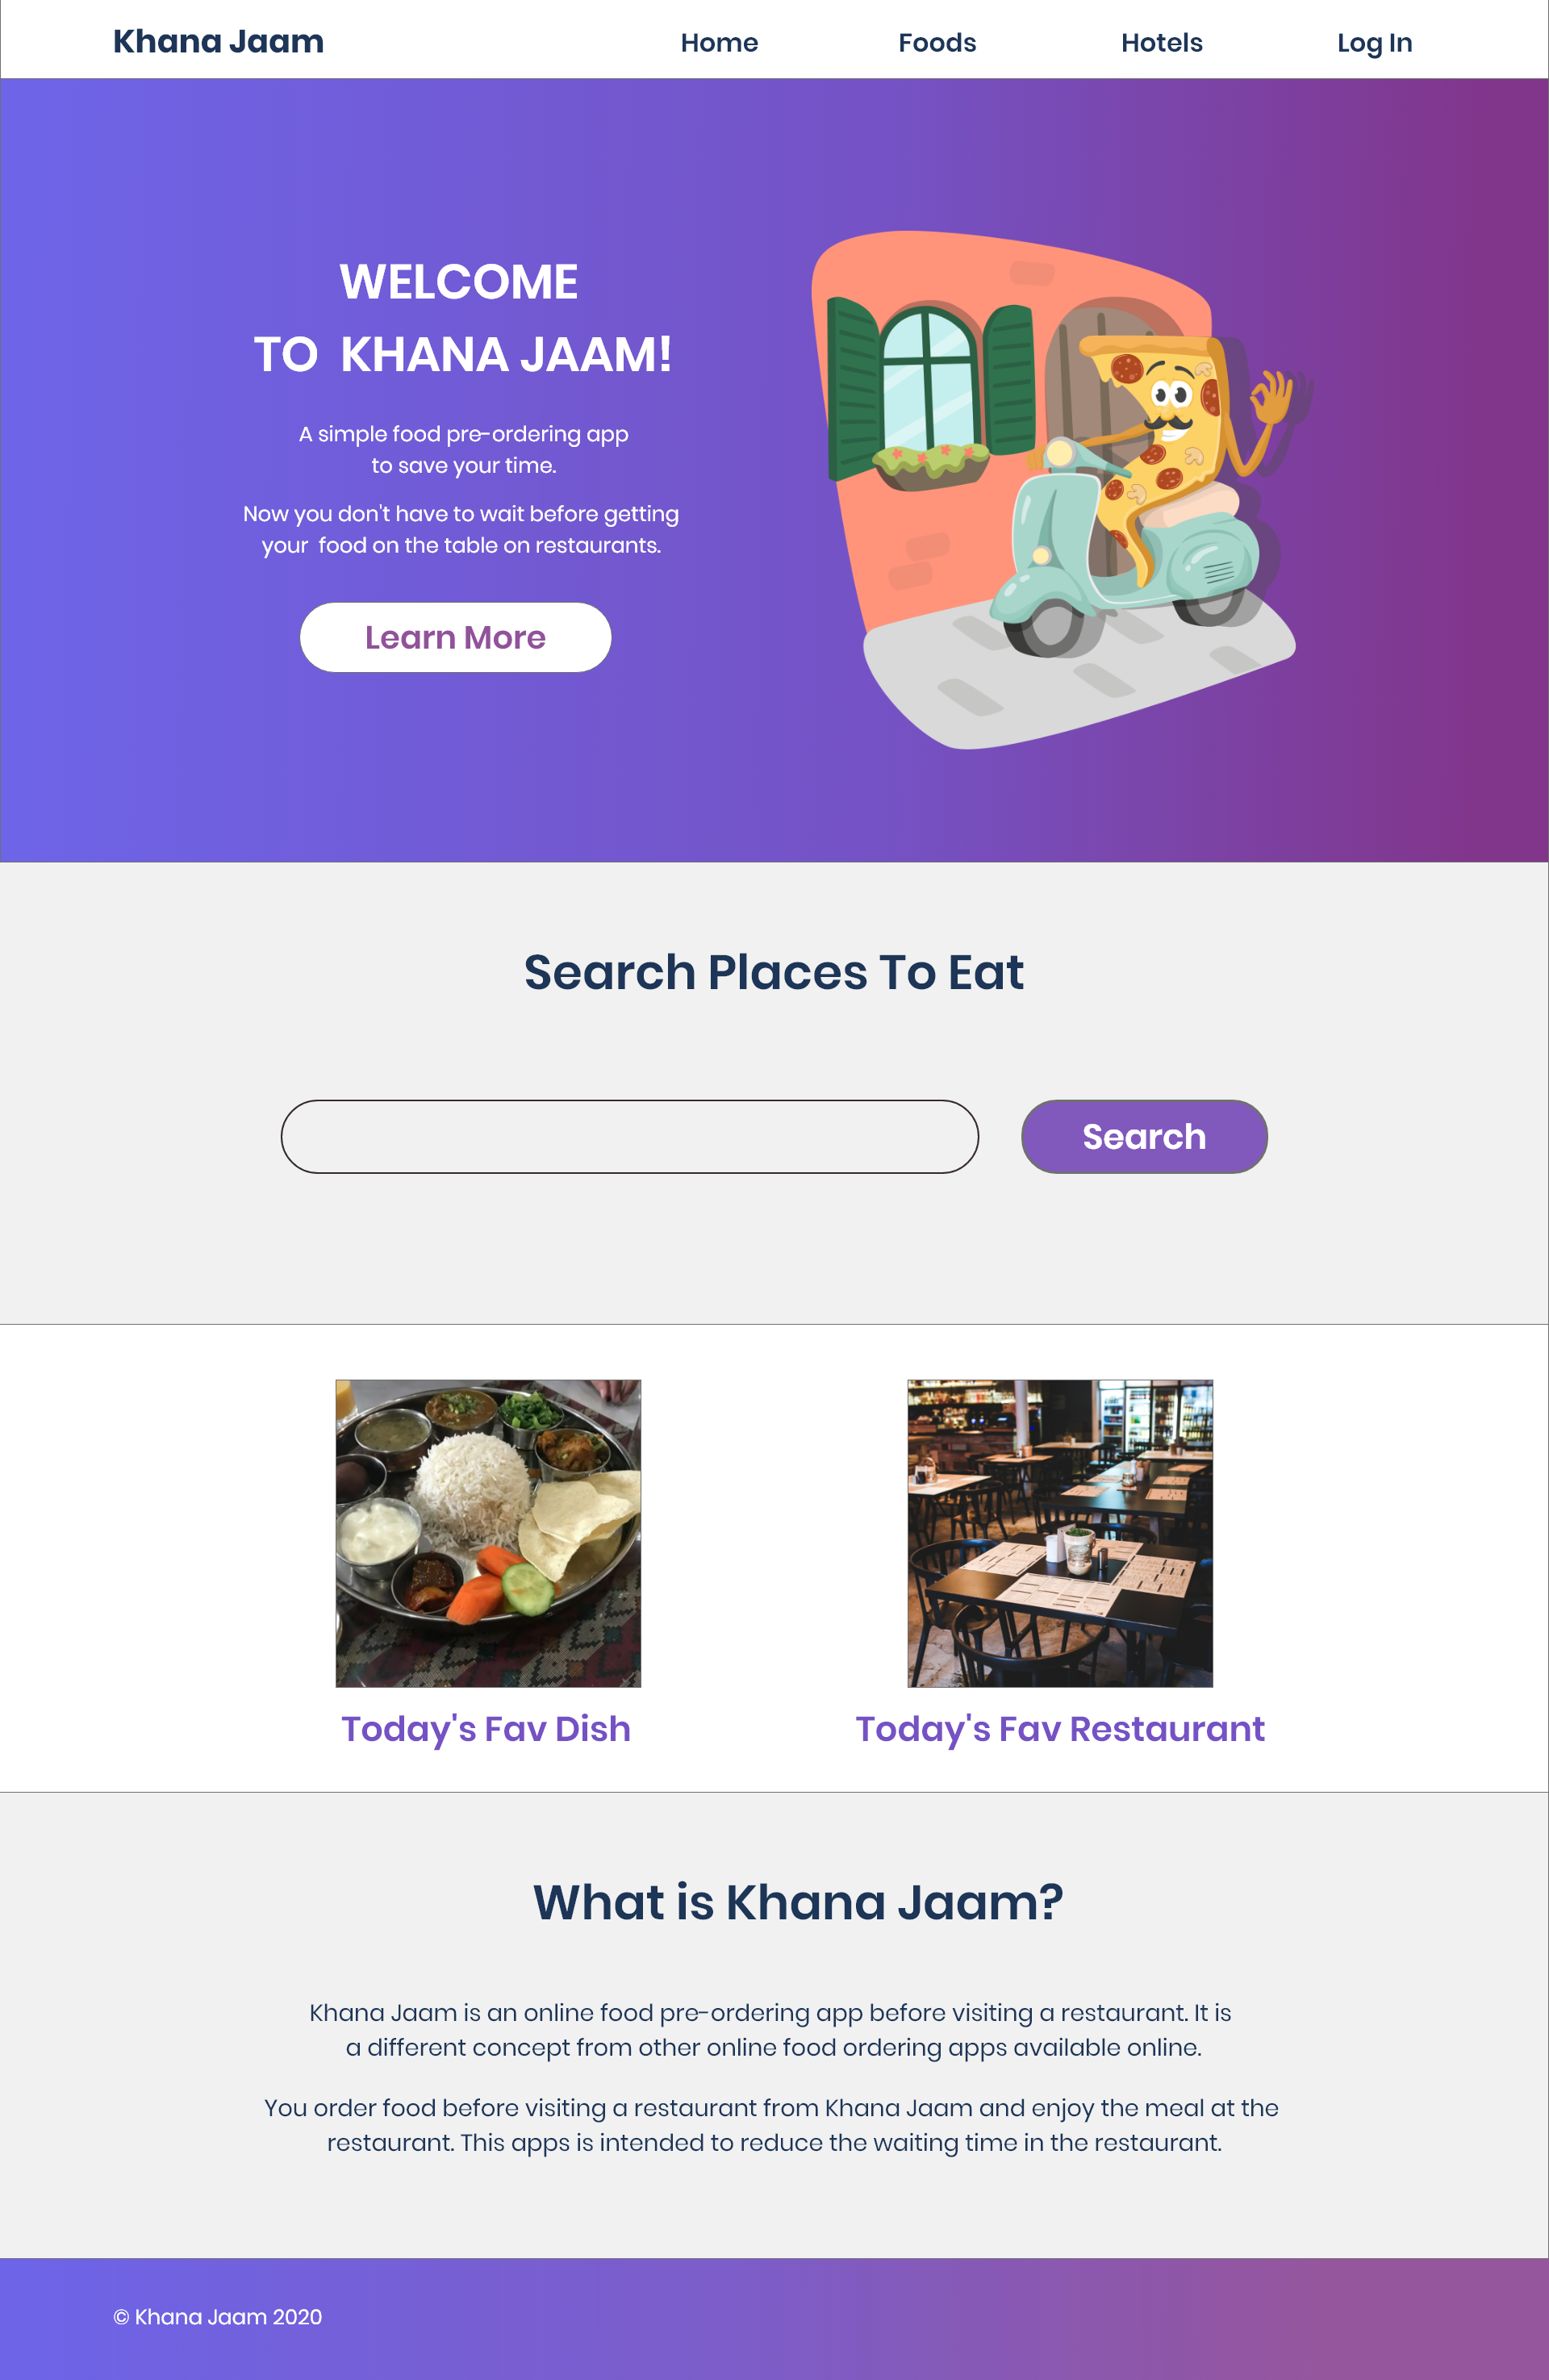 Khana Jaam
Home
Foods
Hotels
Log In
WELCOME
TO KHANA JAAM!
A simple food pre-ordering app
to save your time.
Now you don't have to wait before getting
your food on the table on restaurants.
Learn More
Search Places To Eat
Search
Today's Fav Dish
Today's Fav Restaurant
What is Khana Jaam?
Khana Jaam is an online food pre-ordering app before visiting a restaurant. It is
a different concept from other online food ordering apps available online.
You order food before visiting a restaurant from Khana Jaam and enjoy the meal at the
restaurant. This apps is intended to reduce the waiting time in the restaurant.
© Khana Jaam 2020